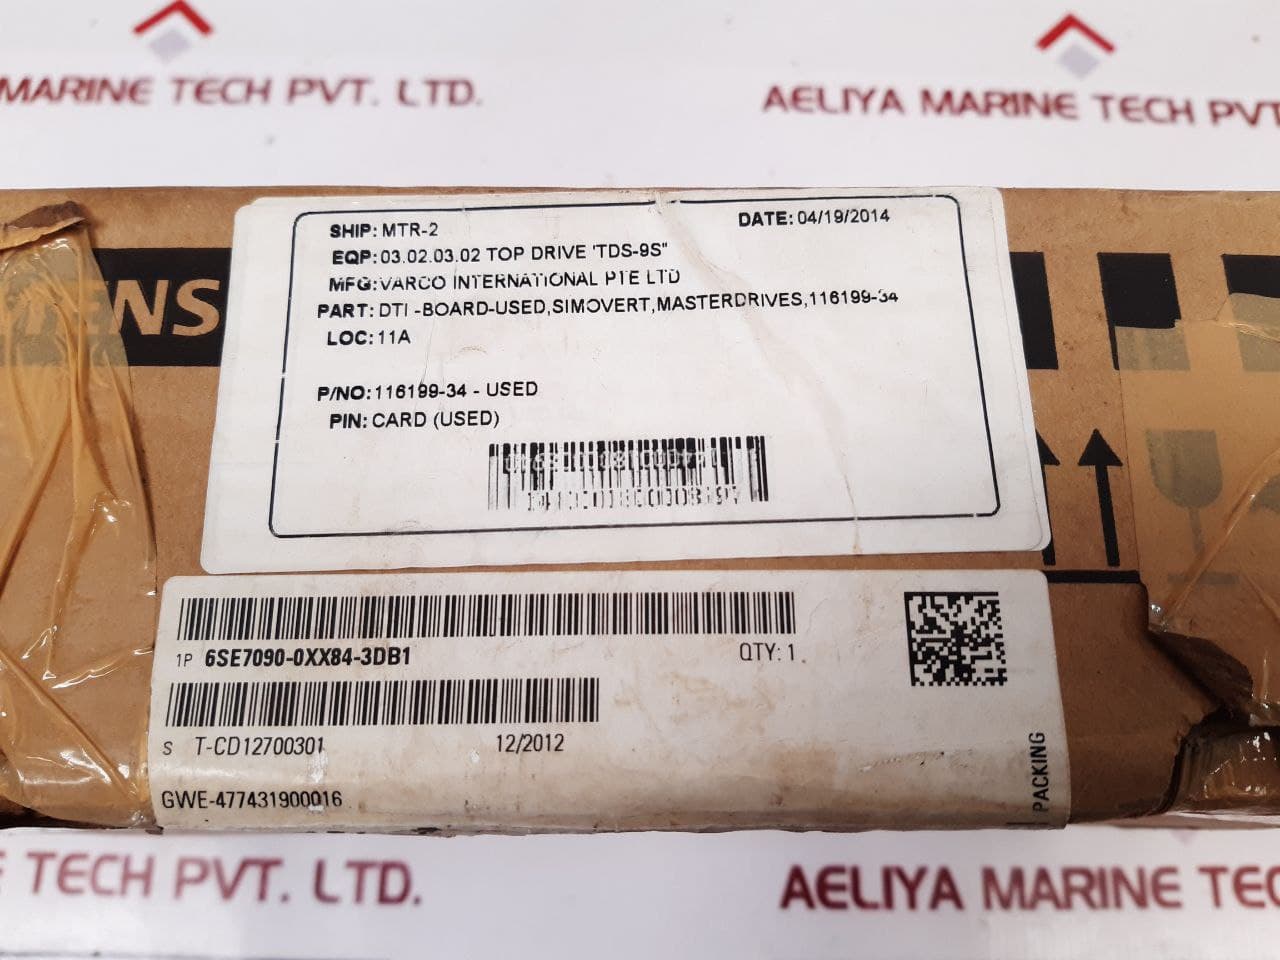 MARINE TECH PVT. LTD.
AELIYA MARINE TECH PVT
SHIP: MTR-2
DATE: 04/19/2014
EQP: 03.02.03.02 TOP DRIVE 'TDS-9S"
MFG: VARCO INTERNATIONAL PTE LTD
PART: DTI -BOARD-USED,SIMOVERT,MASTERDRIVES,116199-34
LOC: 11A
P/NO: 116199-34 - USED
PIN: CARD (USED)
ENS
1P 6SE7090-0XX84-3DB1
QTY: 1
S T-CD12700301
12/2012
GWE-477431900016
PACKING
TECH PVT. LTD.
AELIYA MARINE TEC